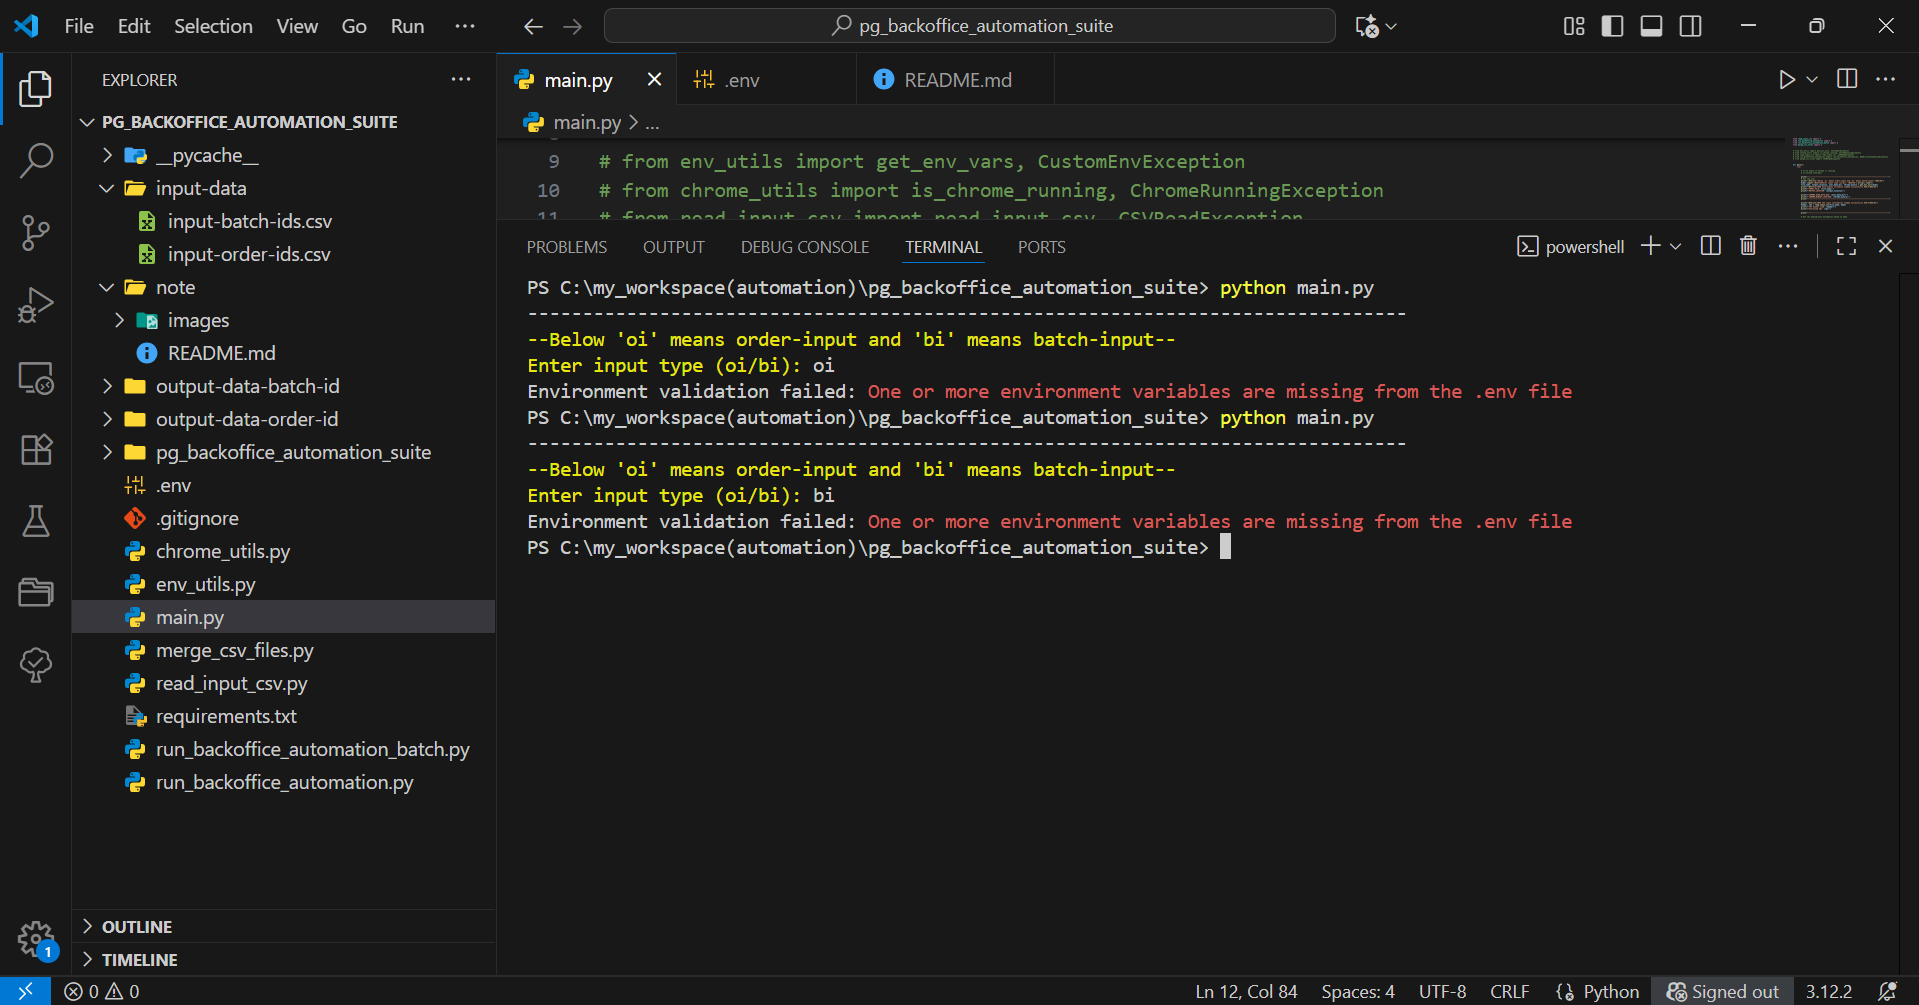 File Edit Selection View Go Run ...
pg_backoffice_automation_suite
EXPLORER
PG_BACKOFFICE_AUTOMATION_SUITE
__pycache__
input-data
input-batch-ids.csv
input-order-ids.csv
note
images
README.md
output-data-batch-id
output-data-order-id
pg_backoffice_automation_suite
.env
.gitignore
chrome_utils.py
env_utils.py
main.py
merge_csv_files.py
read_input_csv.py
requirements.txt
run_backoffice_automation_batch.py
run_backoffice_automation.py
OUTLINE
TIMELINE
1
main.py .env README.md
main.py > ...
9 # from env_utils import get_env_vars, CustomEnvException
10 # from chrome_utils import is_chrome_running, ChromeRunningException
11 # from read_input_csv import read_input_csv, CSVReadException
PROBLEMS OUTPUT DEBUG CONSOLE TERMINAL PORTS powershell
PS C:\my_workspace(automation)\pg_backoffice_automation_suite> python main.py
--------------------------------------------------------------------------------
--Below 'oi' means order-input and 'bi' means batch-input--
Enter input type (oi/bi): oi
Environment validation failed: One or more environment variables are missing from the .env file
PS C:\my_workspace(automation)\pg_backoffice_automation_suite> python main.py
--------------------------------------------------------------------------------
--Below 'oi' means order-input and 'bi' means batch-input--
Enter input type (oi/bi): bi
Environment validation failed: One or more environment variables are missing from the .env file
PS C:\my_workspace(automation)\pg_backoffice_automation_suite>
0 0 Ln 12, Col 84 Spaces: 4 UTF-8 CRLF Python Signed out 3.12.2